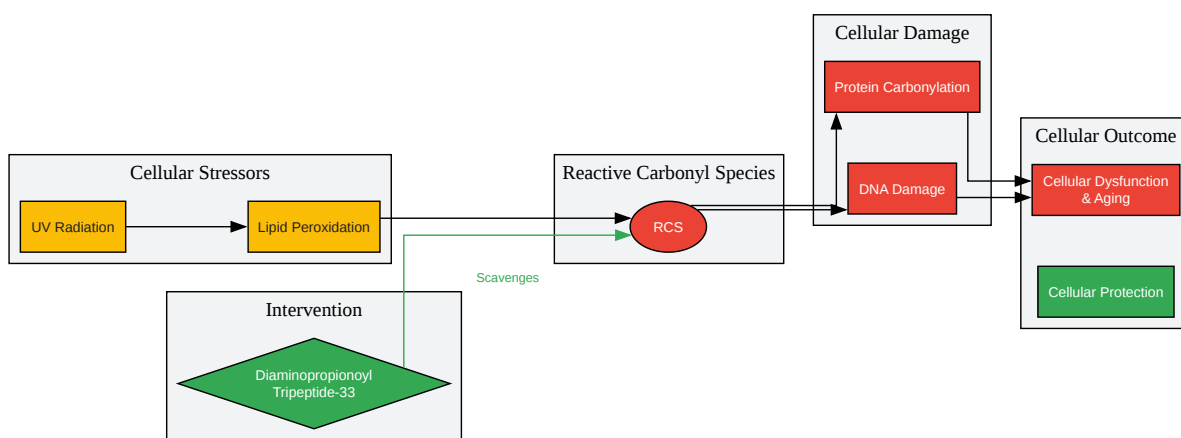 Cellular Stressors
UV Radiation
Lipid Peroxidation
Intervention
Diaminopropionoyl
Tripeptide-33
Scavenges
Reactive Carbonyl Species
RCS
Cellular Damage
Protein Carbonylation
DNA Damage
Cellular Outcome
Cellular Dysfunction
& Aging
Cellular Protection